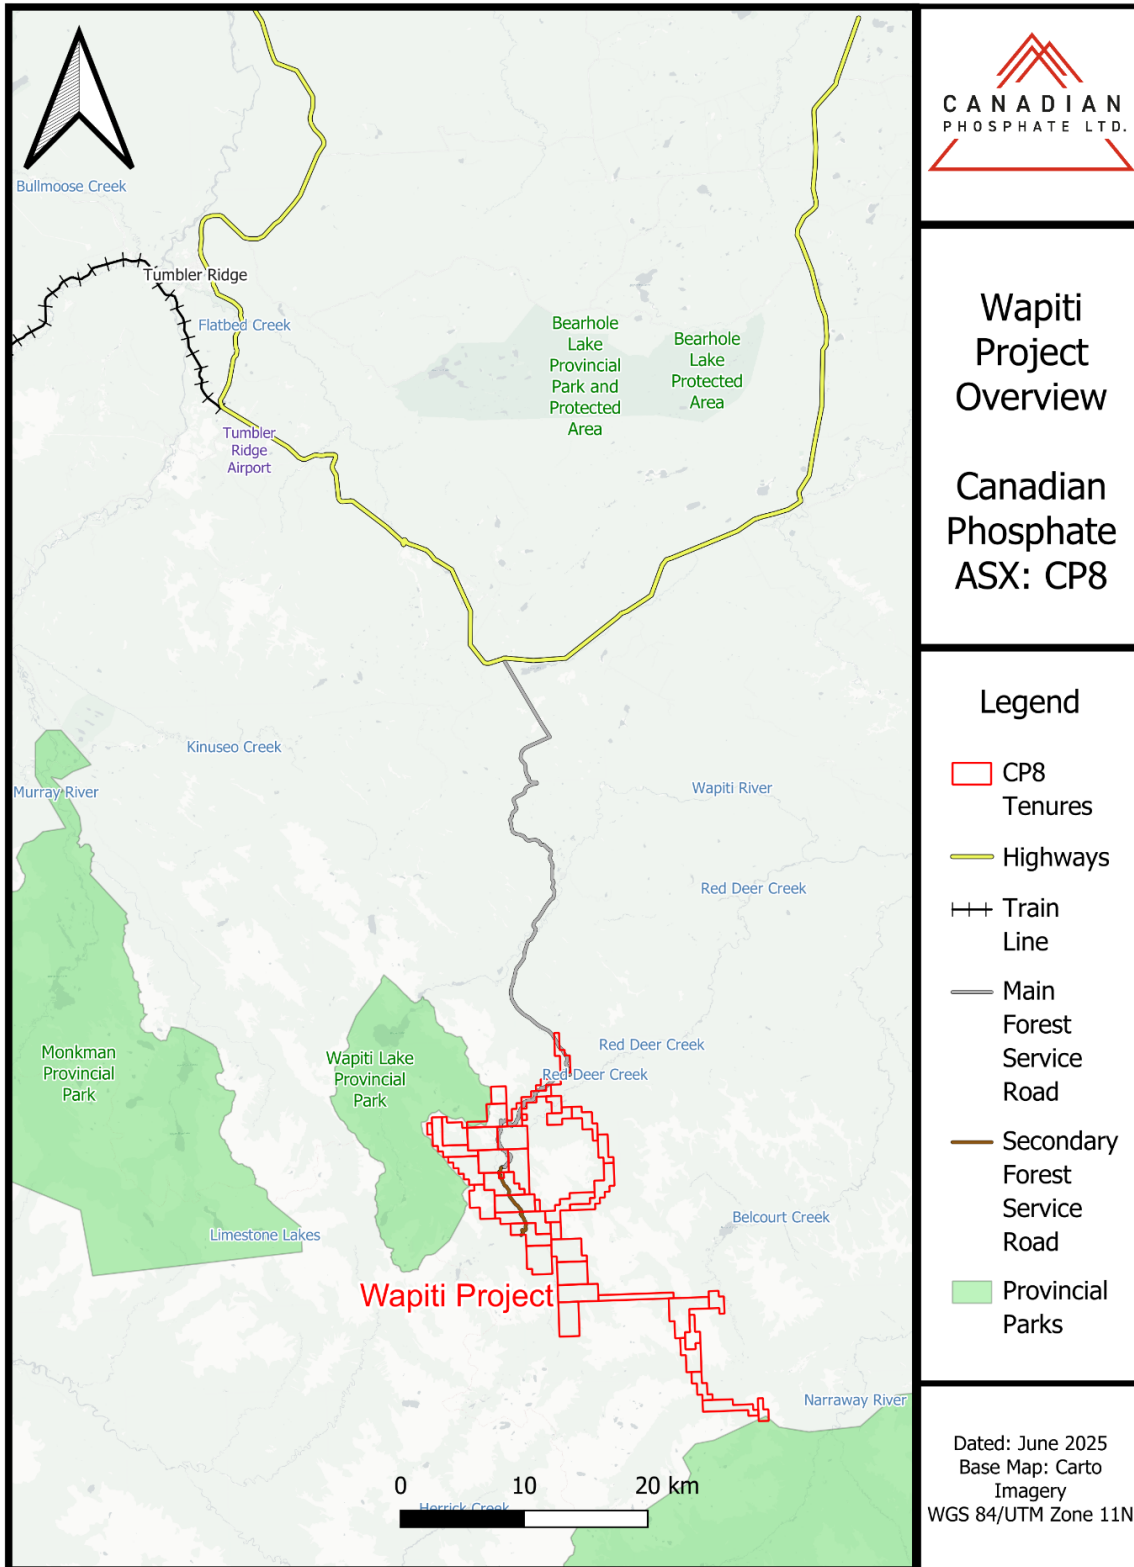 Bullmoose Creek
Tumbler Ridge
Flatbed Creek
Tumbler
Ridge
Airport
Bearhole
Lake
Provincial
Park and
Protected
Area
Bearhole
Lake
Protected
Area
Kinuseo Creek
Murray River
Wapiti River
Red Deer Creek
Monkman
Provincial
Park
Wapiti Lake
Provincial
Park
Red Deer Creek
Red Deer Creek
Limestone Lakes
Belcourt Creek
Wapiti Project
Narraway River
0 10 20 km
Herrick Creek
CANADIAN
PHOSPHATE LTD.
Wapiti
Project
Overview
Canadian
Phosphate
ASX: CP8
Legend
CP8
Tenures
Highways
Train
Line
Main
Forest
Service
Road
Secondary
Forest
Service
Road
Provincial
Parks
Dated: June 2025
Base Map: Carto
Imagery
WGS 84/UTM Zone 11N